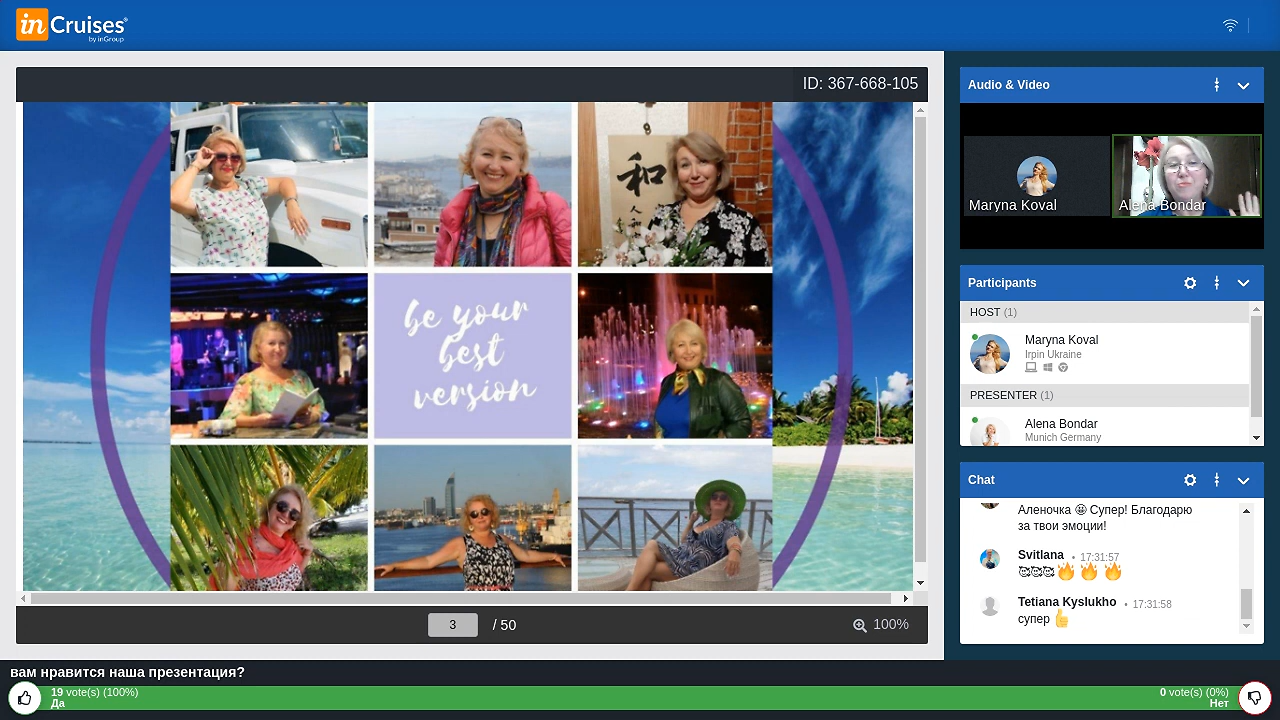 in Cruises®
by inGroup
ID: 367-668-105
和
be your
best
version
3 / 50
100%
Audio & Video
Maryna Koval
Alena Bondar
Participants
HOST (1)
Maryna Koval
Irpin Ukraine
PRESENTER (1)
Alena Bondar
Munich Germany
Chat
Аленочка 🤩 Супер! Благодарю
за твои эмоции!
Svitlana • 17:31:57
🥰🥰🥰🔥🔥🔥
Tetiana Kyslukho • 17:31:58
супер 👍
вам нравится наша презентация?
19 vote(s) (100%)
Да
0 vote(s) (0%)
Нет